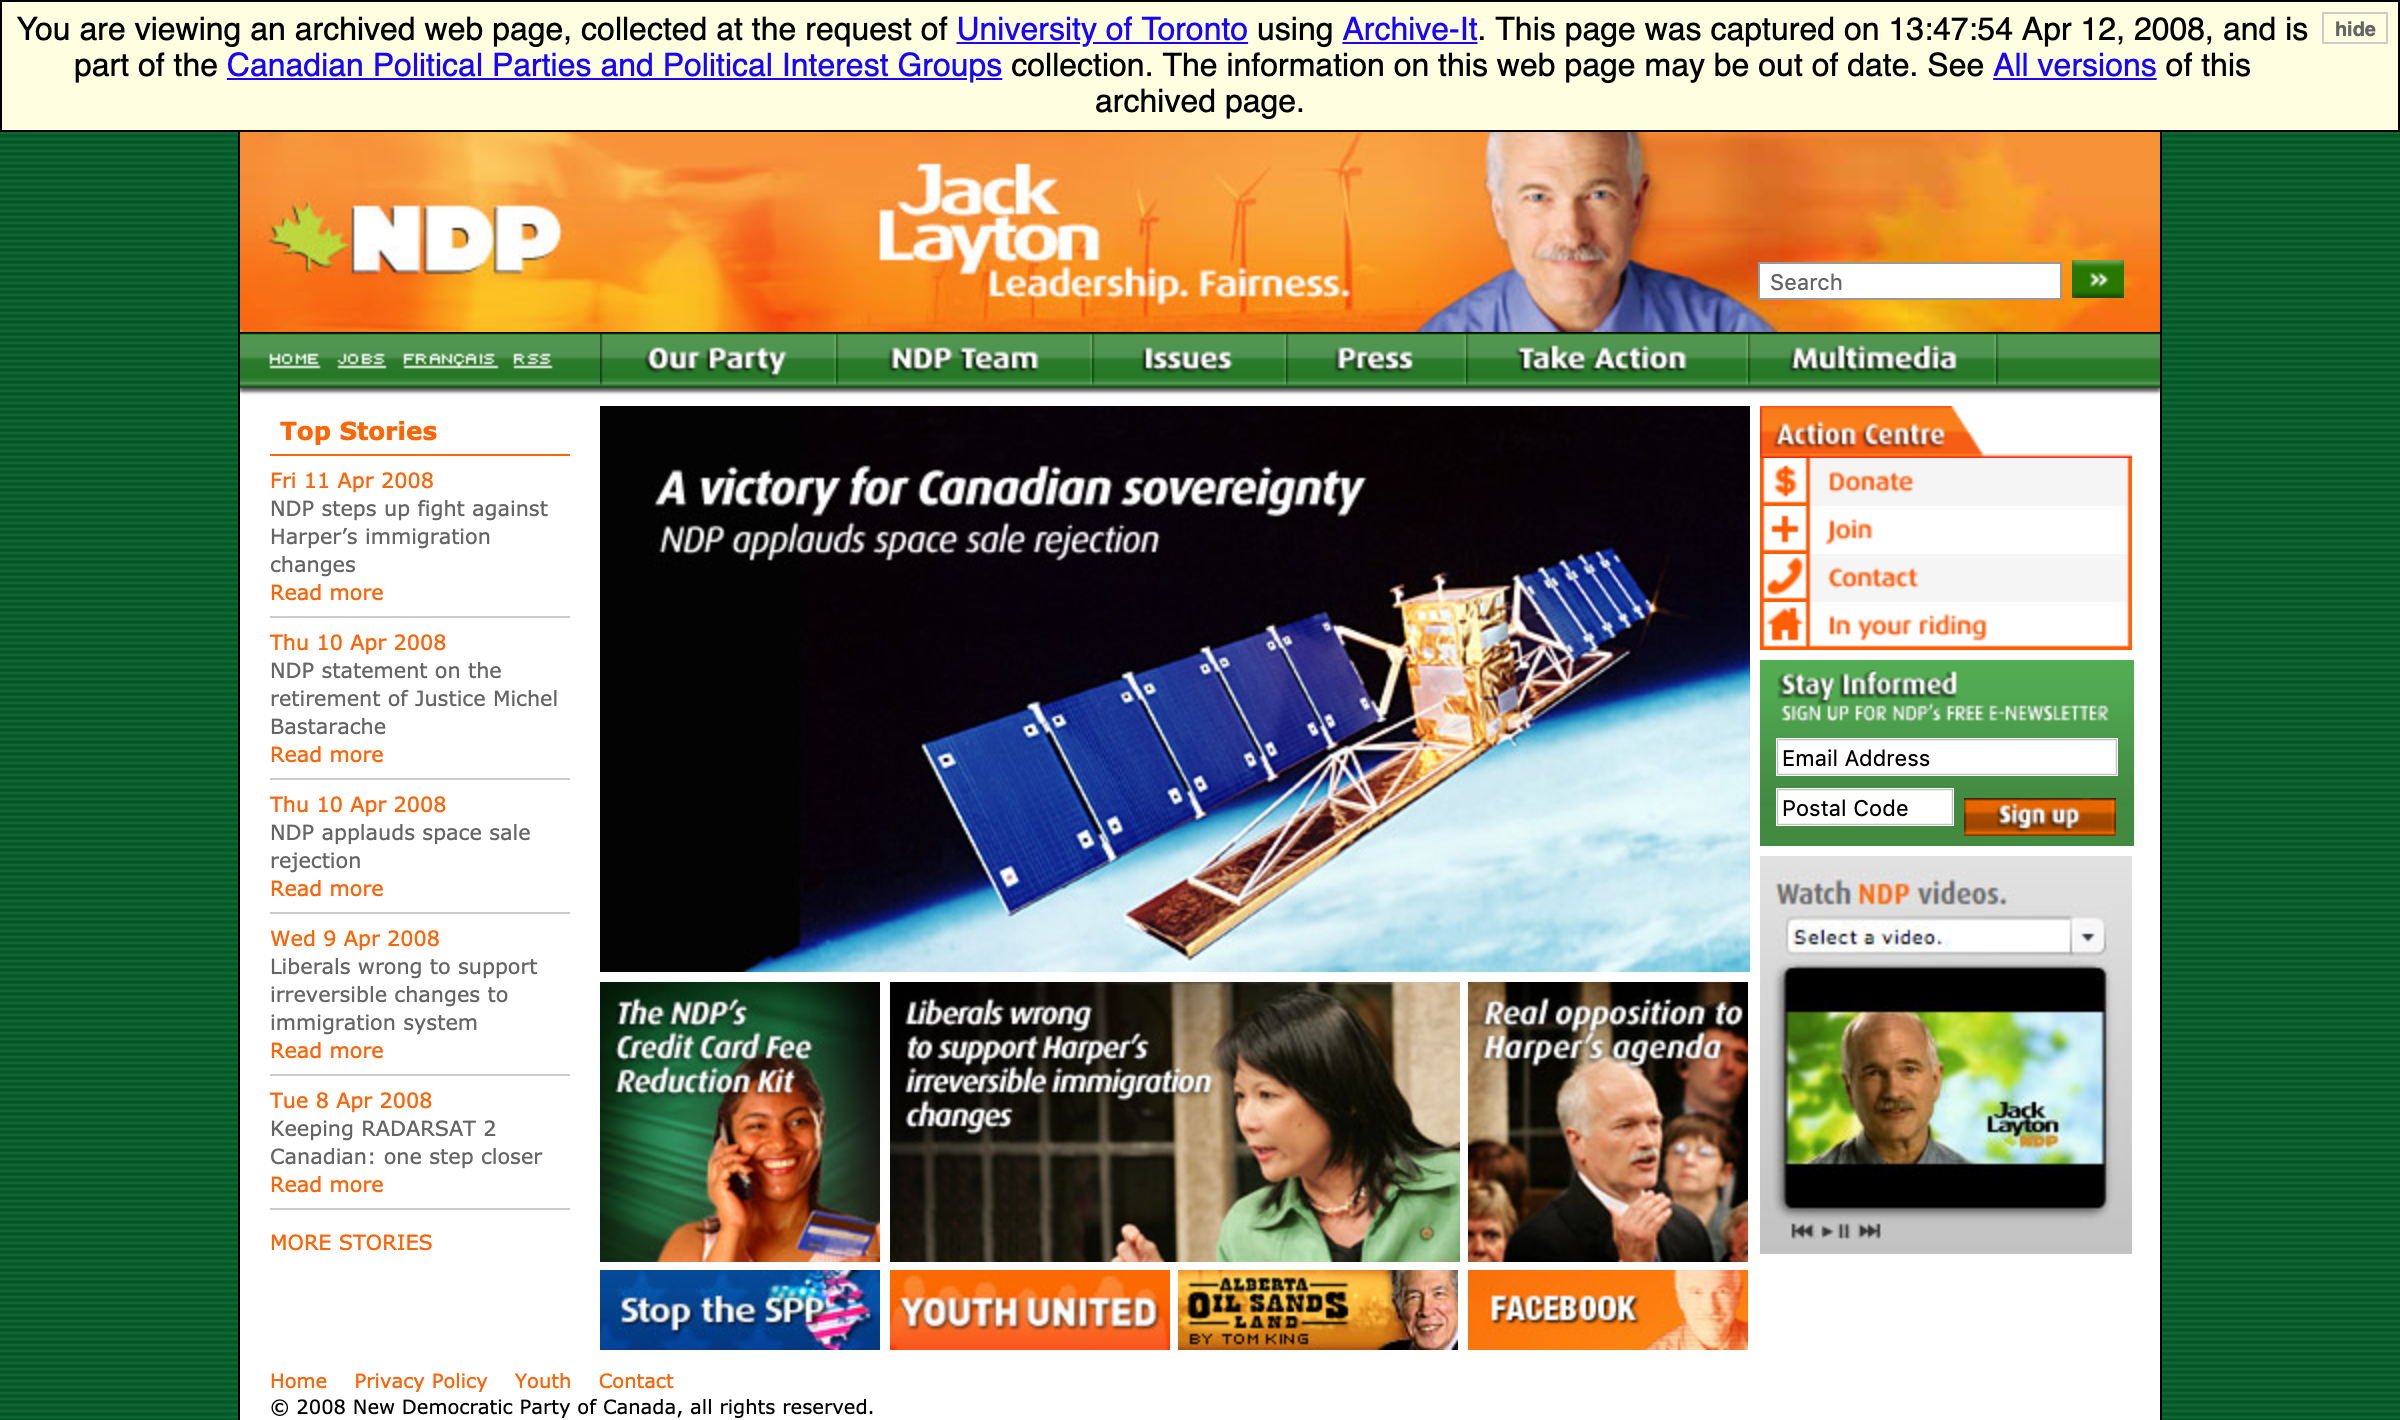 You are viewing an archived web page, collected at the request of University of Toronto using Archive-It. This page was captured on 13:47:54 Apr 12, 2008, and is
part of the Canadian Political Parties and Political Interest Groups collection. The information on this web page may be out of date. See All versions of this
archived page.
hide
NDP
Jack
Layton
Leadership. Fairness.
Search
»
HOME JOBS FRANÇAIS RSS
Our Party
NDP Team
Issues
Press
Take Action
Multimedia
Top Stories
Fri 11 Apr 2008
NDP steps up fight against
Harper’s immigration
changes
Read more
Thu 10 Apr 2008
NDP statement on the
retirement of Justice Michel
Bastarache
Read more
Thu 10 Apr 2008
NDP applauds space sale
rejection
Read more
Wed 9 Apr 2008
Liberals wrong to support
irreversible changes to
immigration system
Read more
Tue 8 Apr 2008
Keeping RADARSAT 2
Canadian: one step closer
Read more
MORE STORIES
A victory for Canadian sovereignty
NDP applauds space sale rejection
The NDP's
Credit Card Fee
Reduction Kit
Liberals wrong
to support Harper's
irreversible immigration
changes
Real opposition to
Harper's agenda
Stop the SPP
YOUTH UNITED
ALBERTA
OIL SANDS
LAND
BY TOM KING
FACEBOOK
Action Centre
$ Donate
+ Join
Contact
In your riding
Stay Informed
SIGN UP FOR NDP's FREE E-NEWSLETTER
Email Address
Postal Code
Sign up
Watch NDP videos.
Select a video.
Jack
Layton
NDP
Home Privacy Policy Youth Contact
© 2008 New Democratic Party of Canada, all rights reserved.